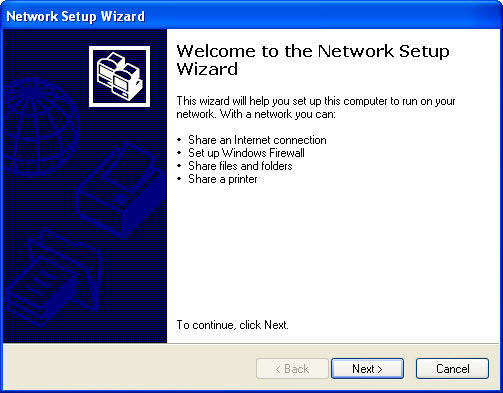 Network Setup Wizard
Welcome to the Network Setup
Wizard
This wizard will help you set up this computer to run on your
network. With a network you can:
• Share an Internet connection
• Set up Windows Firewall
• Share files and folders
• Share a printer
To continue, click Next.
< Back Next > Cancel